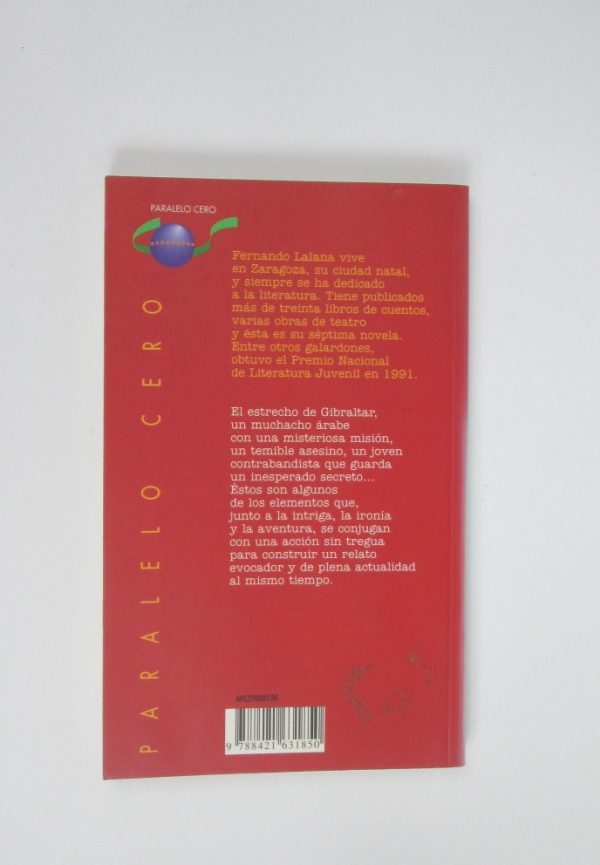 PARALELO CERO
PARALELO CERO
Fernando Lalana vive
en Zaragoza, su ciudad natal,
y siempre se ha dedicado
a la literatura. Tiene publicados
más de treinta libros de cuentos,
varias obras de teatro
y ésta es su séptima novela.
Entre otros galardones,
obtuvo el Premio Nacional
de Literatura Juvenil en 1991.
El estrecho de Gibraltar,
un muchacho árabe
con una misteriosa misión,
un temible asesino, un joven
contrabandista que guarda
un inesperado secreto...
Éstos son algunos
de los elementos que,
junto a la intriga, la ironía
y la aventura, se conjugan
con una acción sin tregua
para construir un relato
evocador y de plena actualidad
al mismo tiempo.
9 788421 631850